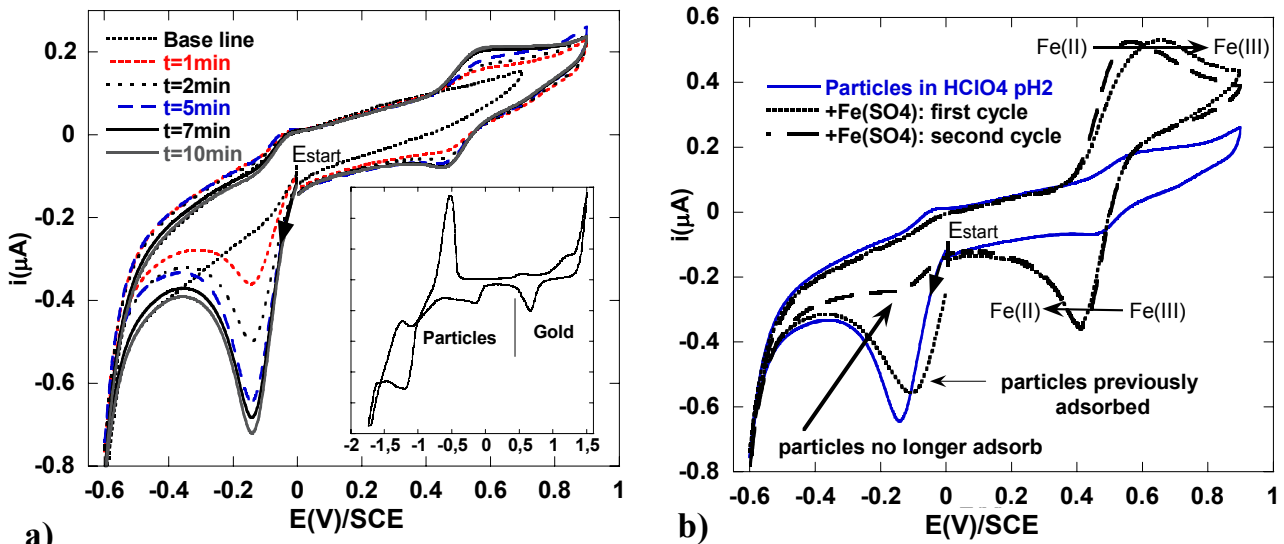 Base line
t=1min
t=2min
t=5min
t=7min
t=10min
Estart
Particles
Gold
-2
-1,5
-1
-0,5
0
0,5
1
1,5
0.2
0
-0.2
-0.4
-0.6
-0.8
i(µA)
-0.6
-0.4
-0.2
0
0.2
0.4
0.6
0.8
1
E(V)/SCE
a)
b)
Fe(II)
Fe(III)
Particles in HClO4 pH2
+Fe(SO4): first cycle
+Fe(SO4): second cycle
Estart
Fe(II)
Fe(III)
particles previously
adsorbed
particles no longer adsorb
0.6
0.4
0.2
0
-0.2
-0.4
-0.6
-0.8
i(µA)
-0.6
-0.4
-0.2
0
0.2
0.4
0.6
0.8
1
E(V)/SCE